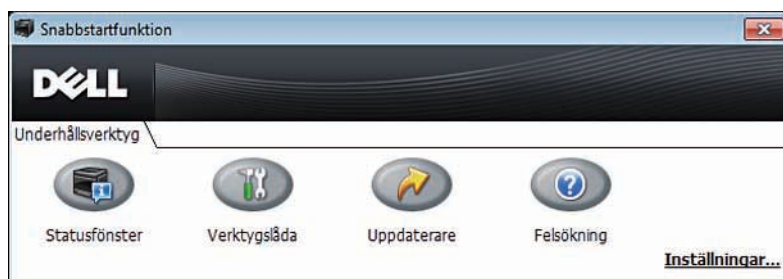 Snabbstartfunktion
DELL
Underhållsverktyg
Statusfönster
Verktygslåda
Uppdaterare
Felsökning
Inställningar...